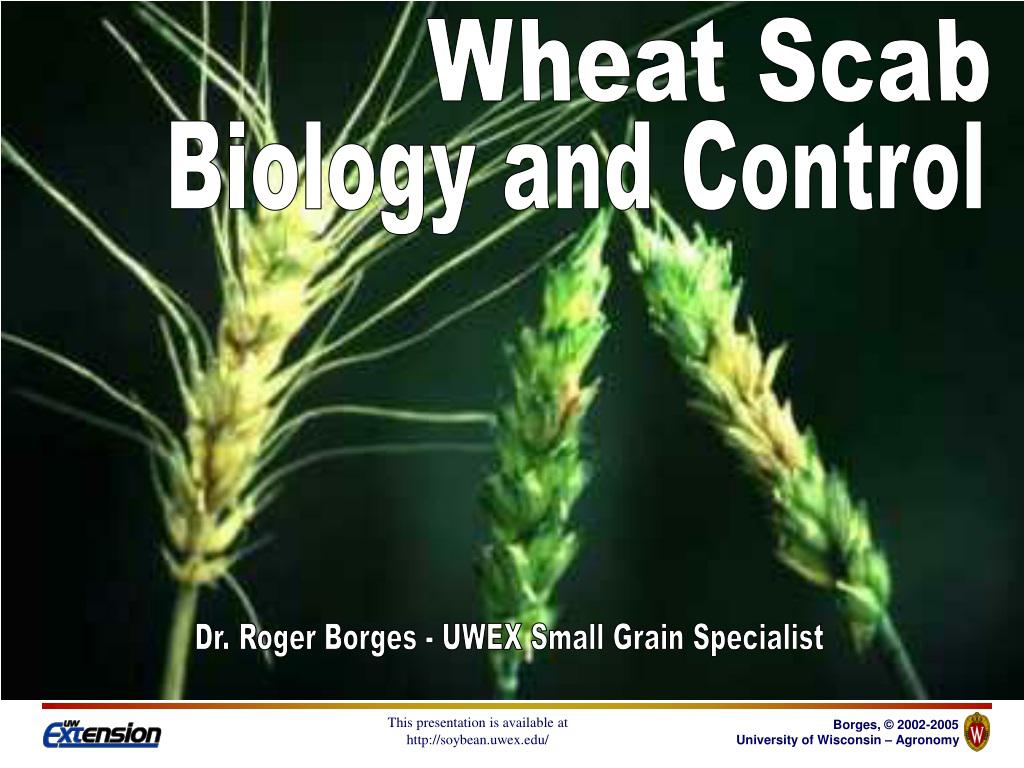 Wheat Scab
Biology and Control
Dr. Roger Borges - UWEX Small Grain Specialist
UW
Extension
This presentation is available at
http://soybean.uwex.edu/
Borges, © 2002-2005
University of Wisconsin – Agronomy
W